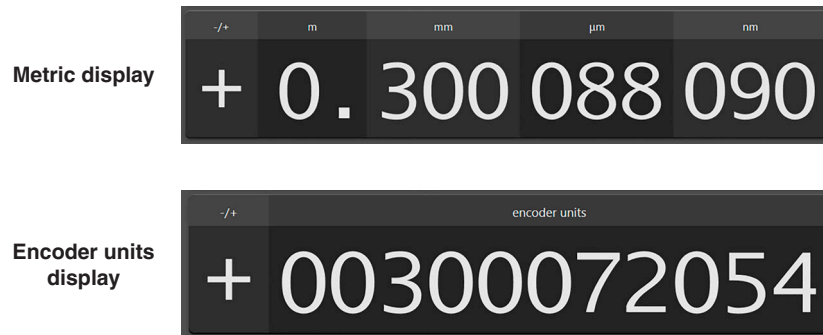 -/+ m mm µm nm
Metric display
+ 0. 300 088 090
-/+ encoder units
Encoder units
display
+ 00300072054